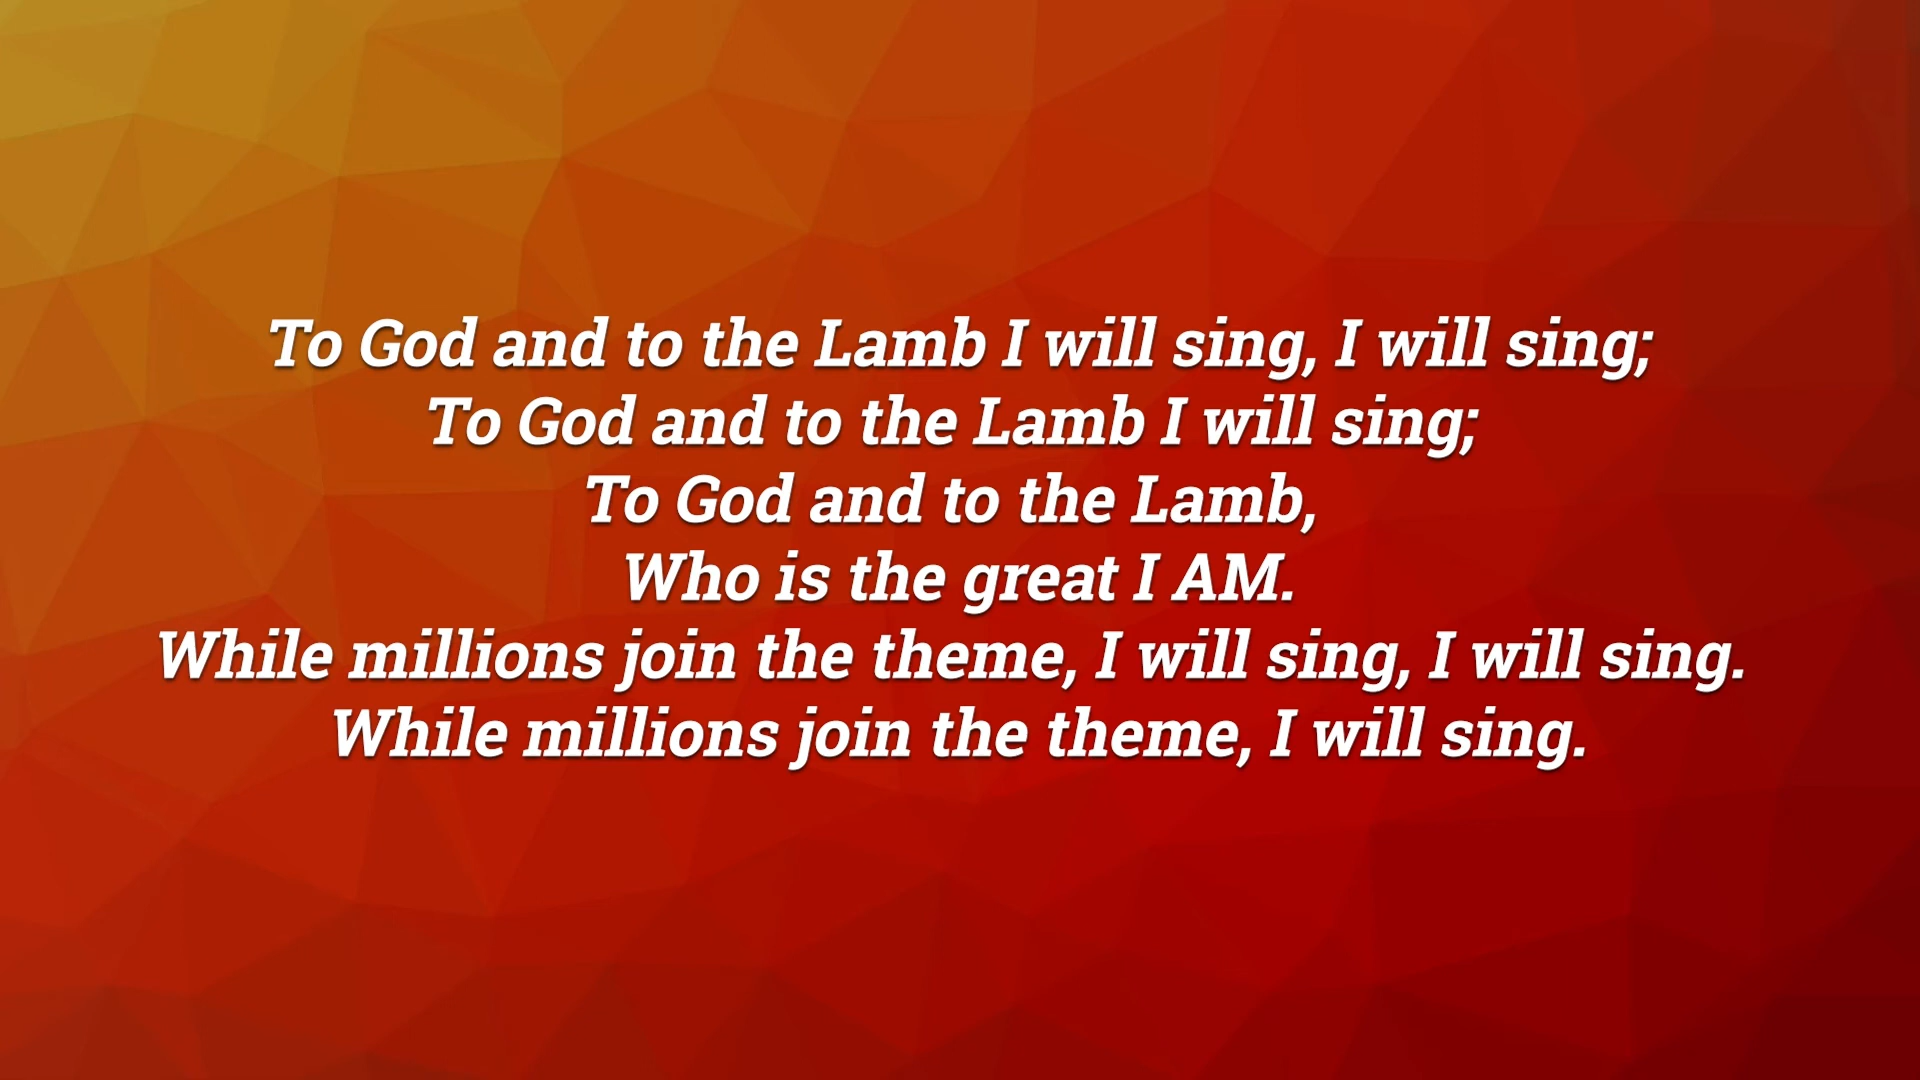 To God and to the Lamb I will sing, I will sing;
To God and to the Lamb I will sing;
To God and to the Lamb,
Who is the great I AM.
While millions join the theme, I will sing, I will sing.
While millions join the theme, I will sing.